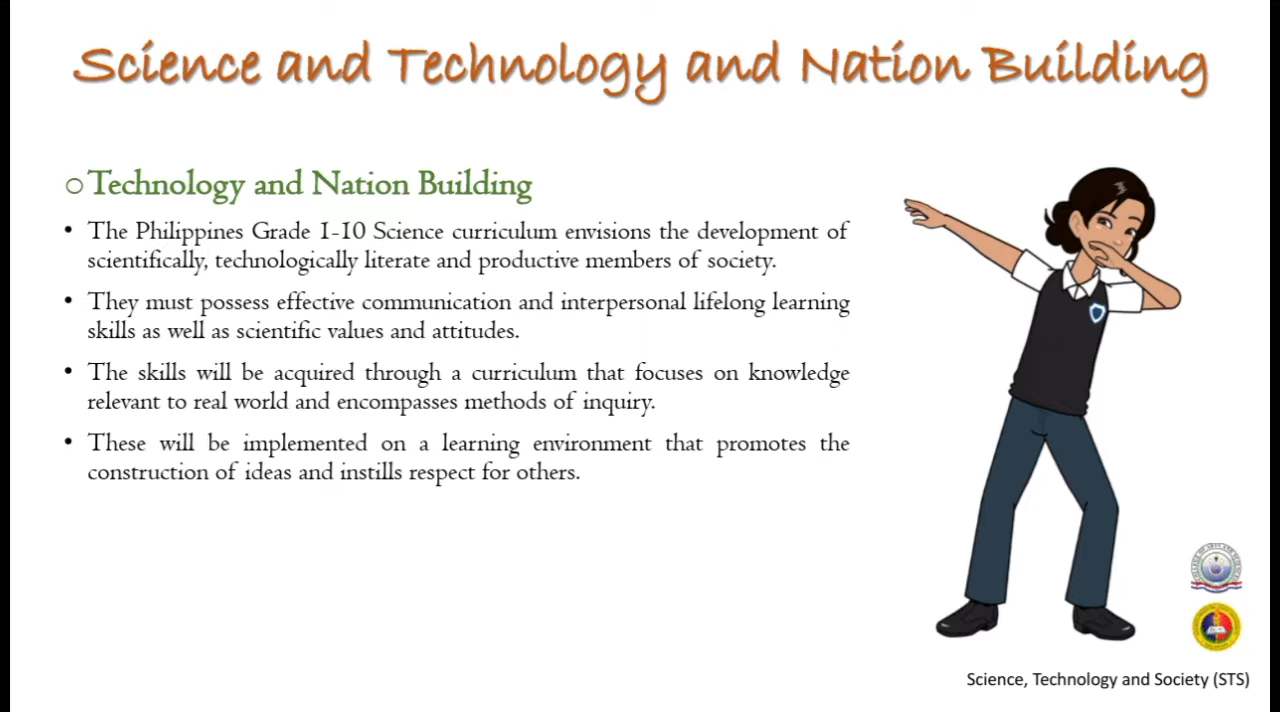 Science and Technology and Nation Building
Technology and Nation Building
• The Philippines Grade 1-10 Science curriculum envisions the development of
scientifically, technologically literate and productive members of society.
• They must possess effective communication and interpersonal lifelong learning
skills as well as scientific values and attitudes.
• The skills will be acquired through a curriculum that focuses on knowledge
relevant to real world and encompasses methods of inquiry.
• These will be implemented on a learning environment that promotes the
construction of ideas and instills respect for others.
Science, Technology and Society (STS)